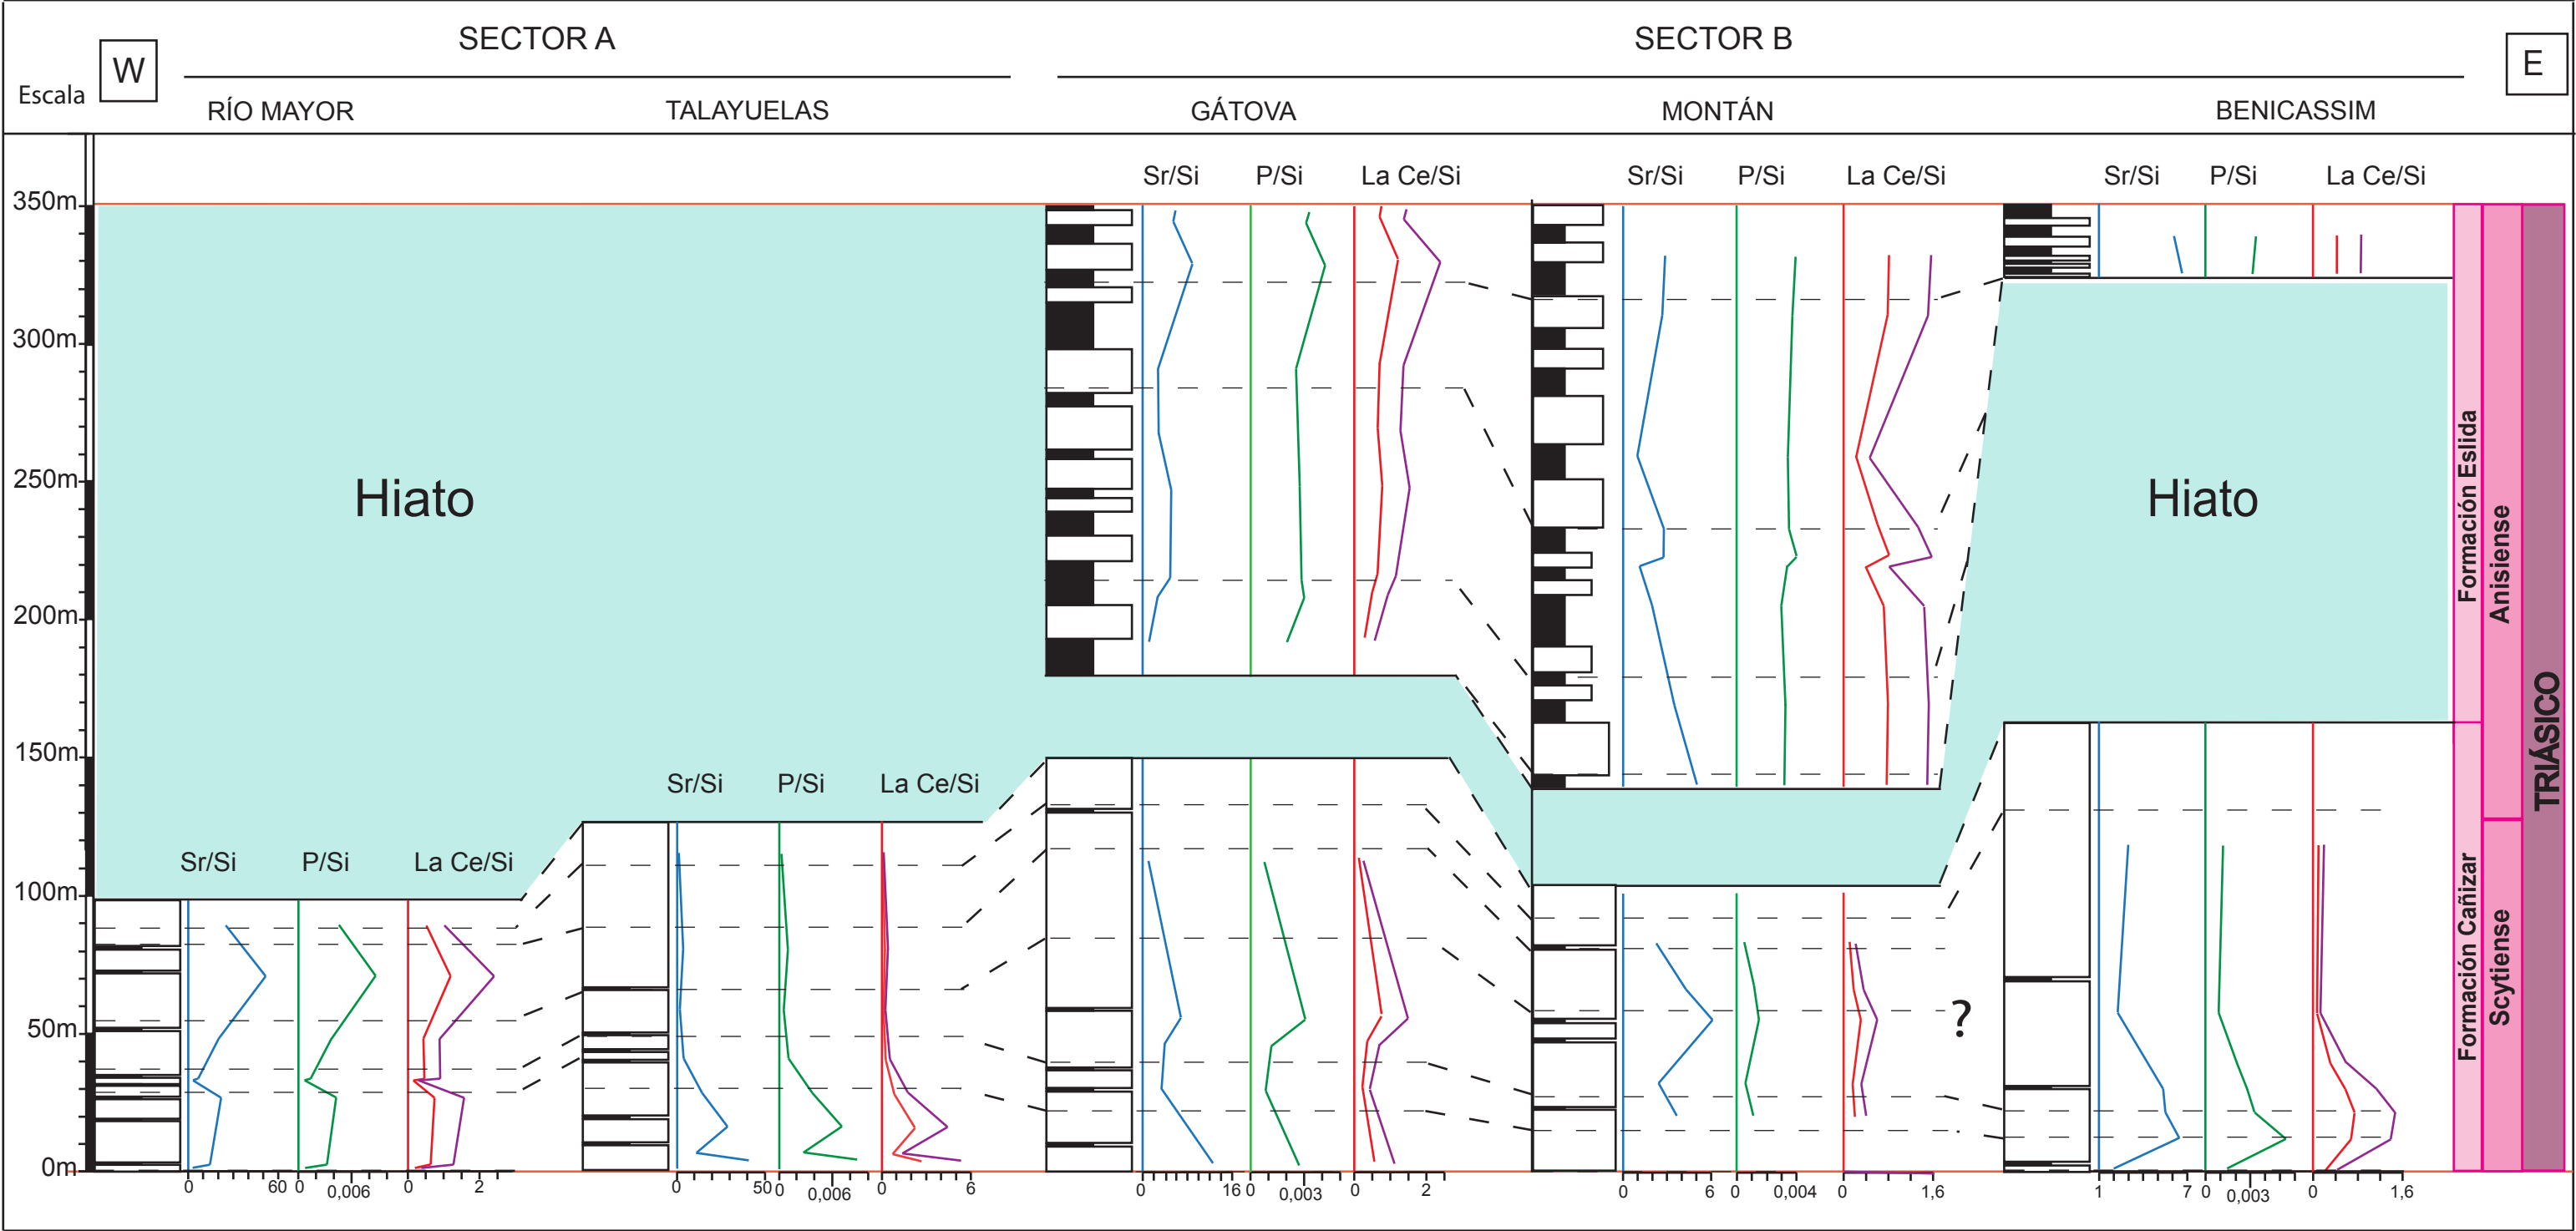 SECTOR A
SECTOR B
W
E
Escala
RÍO MAYOR
TALAYUELAS
GÁTOVA
MONTÁN
BENICASSIM
Sr/Si P/Si La Ce/Si
Sr/Si P/Si La Ce/Si
Sr/Si P/Si La Ce/Si
350m
300m
250m
200m
150m
100m
50m
0m
Hiato
Hiato
Sr/Si P/Si La Ce/Si
Sr/Si P/Si La Ce/Si
?
Formación Eslida
Formación Cañizar
Anisiense
Scytiense
TRIÁSICO
0 60 0 0,006 0 2
0 50 0 0,006 0 6
0 16 0 0,003 0 2
0 6 0 0,004 0 1,6
1 7 0 0,003 0 1,6